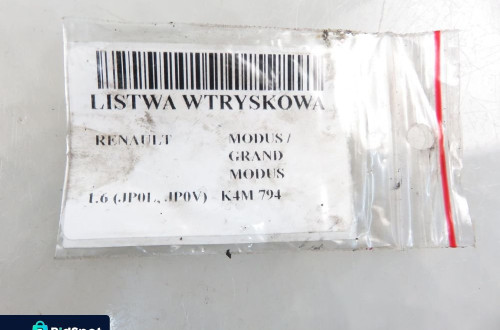 LISTWA WTRYSKOWA
RENAULT MODUS /
GRAND
MODUS
1.6 (JP0L, JP0V) - K4M 794